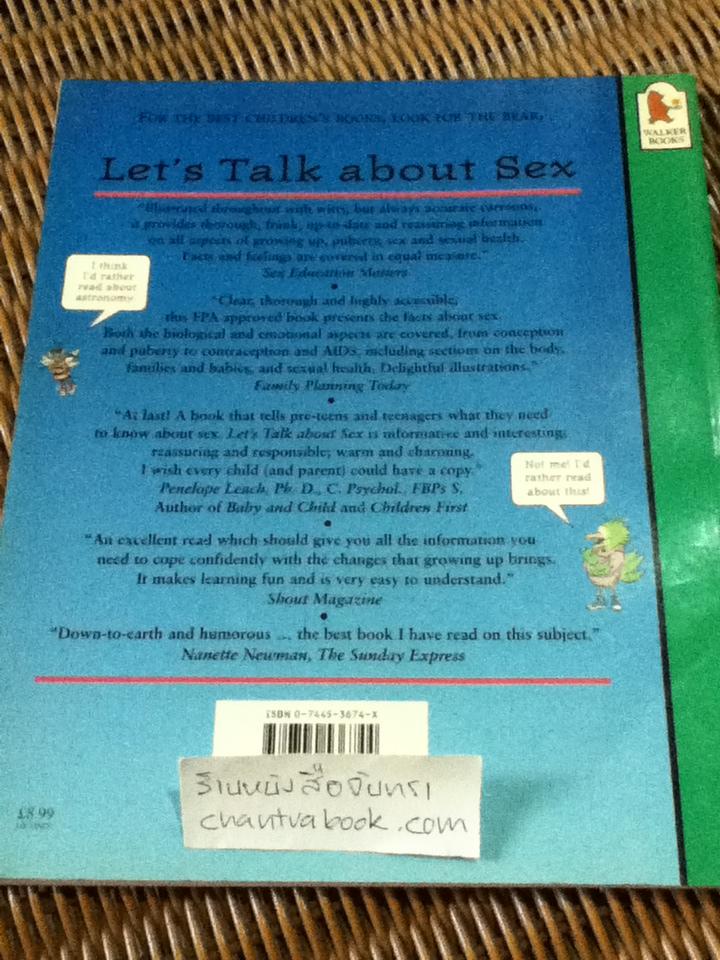 FOR THE BEST CHILDREN'S BOOKS, LOOK FOR THE BEAR.
WALKER
BOOKS
Let's Talk about Sex
"Illustrated throughout with witty, but always accurate cartoons,
it provides thorough, frank, up-to-date and reassuring information
on all aspects of growing up, puberty, sex and sexual health.
Facts and feelings are covered in equal measure."
Sex Education Matters
I think
I'd rather
read about
astronomy.
"Clear, thorough and highly accessible,
this FPA approved book presents the facts about sex.
Both the biological and emotional aspects are covered, from conception
and puberty to contraception and AIDS, including sections on the body,
families and babies, and sexual health. Delightful illustrations."
Family Planning Today
"At last! A book that tells pre-teens and teenagers what they need
to know about sex. Let's Talk about Sex is informative and interesting;
reassuring and responsible; warm and charming.
I wish every child (and parent) could have a copy."
Penelope Leach, Ph. D., C. Psychol., FBPs S,
Author of Baby and Child and Children First
Not me! I'd
rather read
about this!
"An excellent read which should give you all the information you
need to cope confidently with the changes that growing up brings.
It makes learning fun and is very easy to understand."
Shout Magazine
"Down-to-earth and humorous ... the best book I have read on this subject."
Nanette Newman, The Sunday Express
ISBN 0-7445-3674-X
ร้านหนังสือจันทรา
chantrabook.com
£8.99